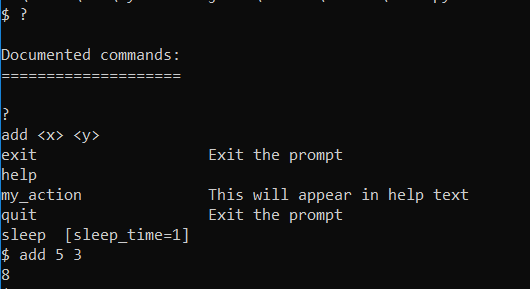 $ ?
Documented commands:
====================
?
add <x> <y>
exit                   Exit the prompt
help
my_action              This will appear in help text
quit                   Exit the prompt
sleep  [sleep_time=1]
$ add 5 3
8